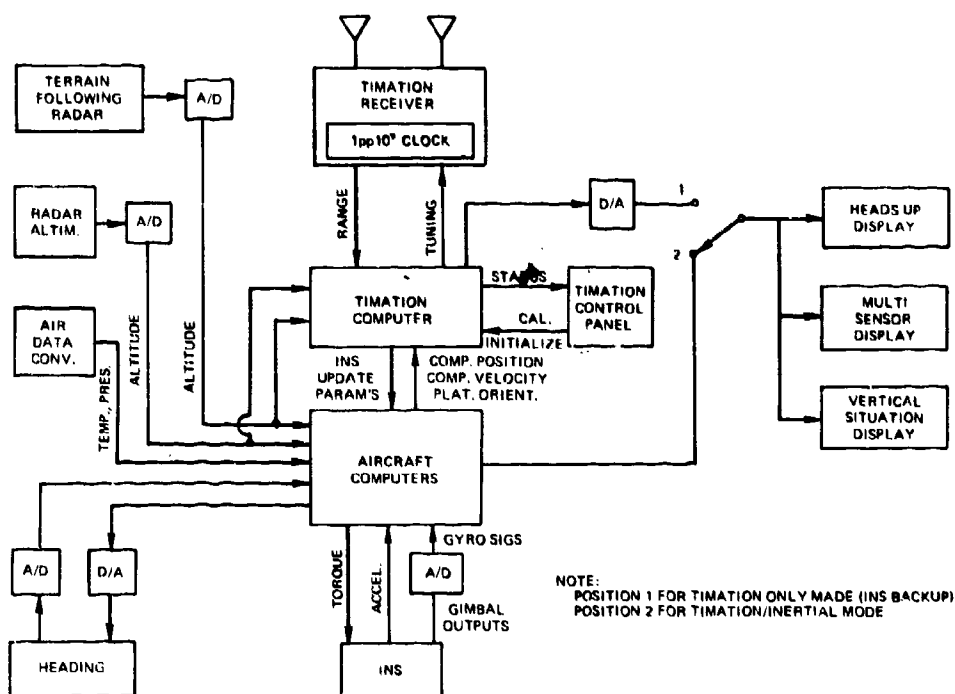 TERRAIN
FOLLOWING
RADAR
A/D
TIMATION
RECEIVER
1pp10⁹ CLOCK
RADAR
ALTIM.
A/D
RANGE
TUNING
D/A
1
2
HEADS UP
DISPLAY
AIR
DATA
CONV.
TEMP., PRES.
ALTITUDE
ALTITUDE
TIMATION
COMPUTER
STATUS
CAL.
INITIALIZE
TIMATION
CONTROL
PANEL
MULTI
SENSOR
DISPLAY
INS
UPDATE
PARAM'S
COMP. POSITION
COMP. VELOCITY
PLAT. ORIENT.
VERTICAL
SITUATION
DISPLAY
AIRCRAFT
COMPUTERS
A/D
D/A
TORQUE
ACCEL.
GYRO SIGS
A/D
GIMBAL
OUTPUTS
HEADING
INS
NOTE:
POSITION 1 FOR TIMATION ONLY MADE (INS BACKUP)
POSITION 2 FOR TIMATION/INERTIAL MODE